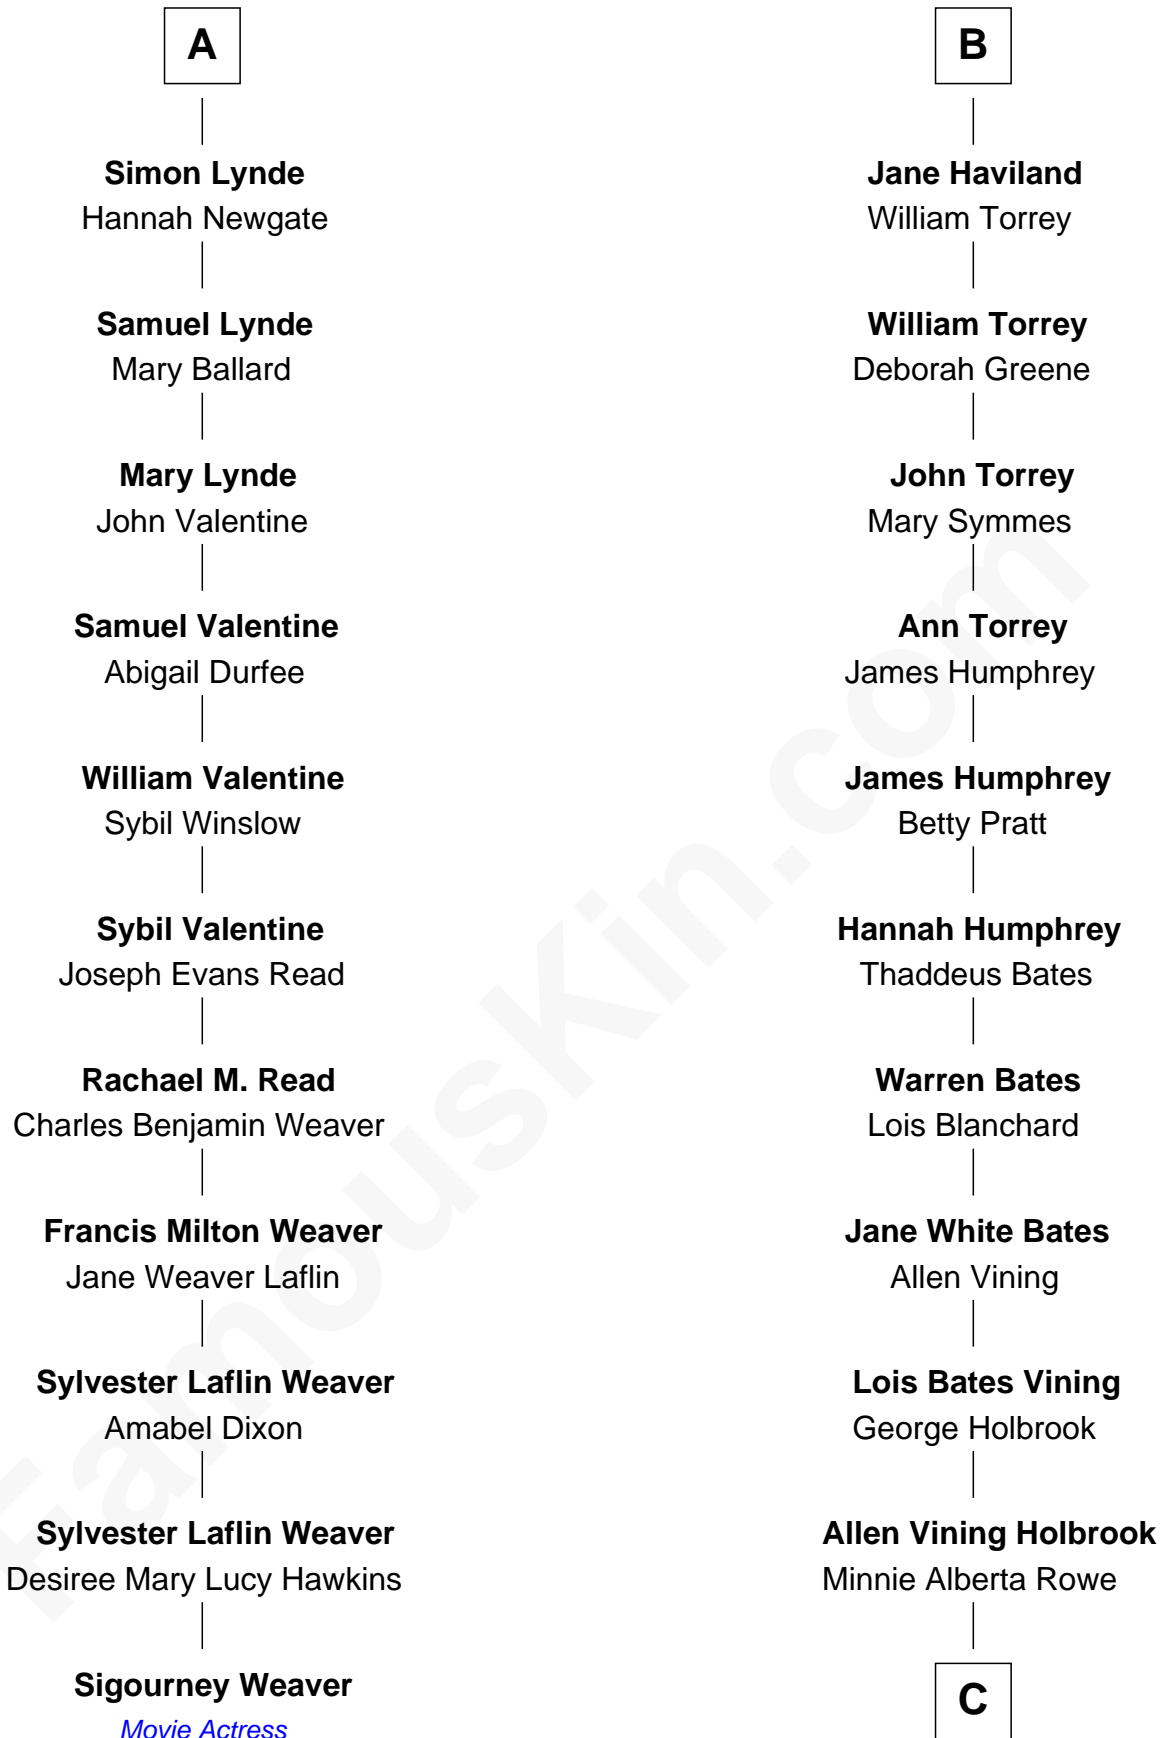 A
Simon Lynde
Hannah Newgate
Samuel Lynde
Mary Ballard
Mary Lynde
John Valentine
Samuel Valentine
Abigail Durfee
William Valentine
Sybil Winslow
Sybil Valentine
Joseph Evans Read
Rachael M. Read
Charles Benjamin Weaver
Francis Milton Weaver
Jane Weaver Laflin
Sylvester Laflin Weaver
Amabel Dixon
Sylvester Laflin Weaver
Desiree Mary Lucy Hawkins
Sigourney Weaver
Movie Actress
B
Jane Haviland
William Torrey
William Torrey
Deborah Greene
John Torrey
Mary Symmes
Ann Torrey
James Humphrey
James Humphrey
Betty Pratt
Hannah Humphrey
Thaddeus Bates
Warren Bates
Lois Blanchard
Jane White Bates
Allen Vining
Lois Bates Vining
George Holbrook
Allen Vining Holbrook
Minnie Alberta Rowe
C
FamousKin.com